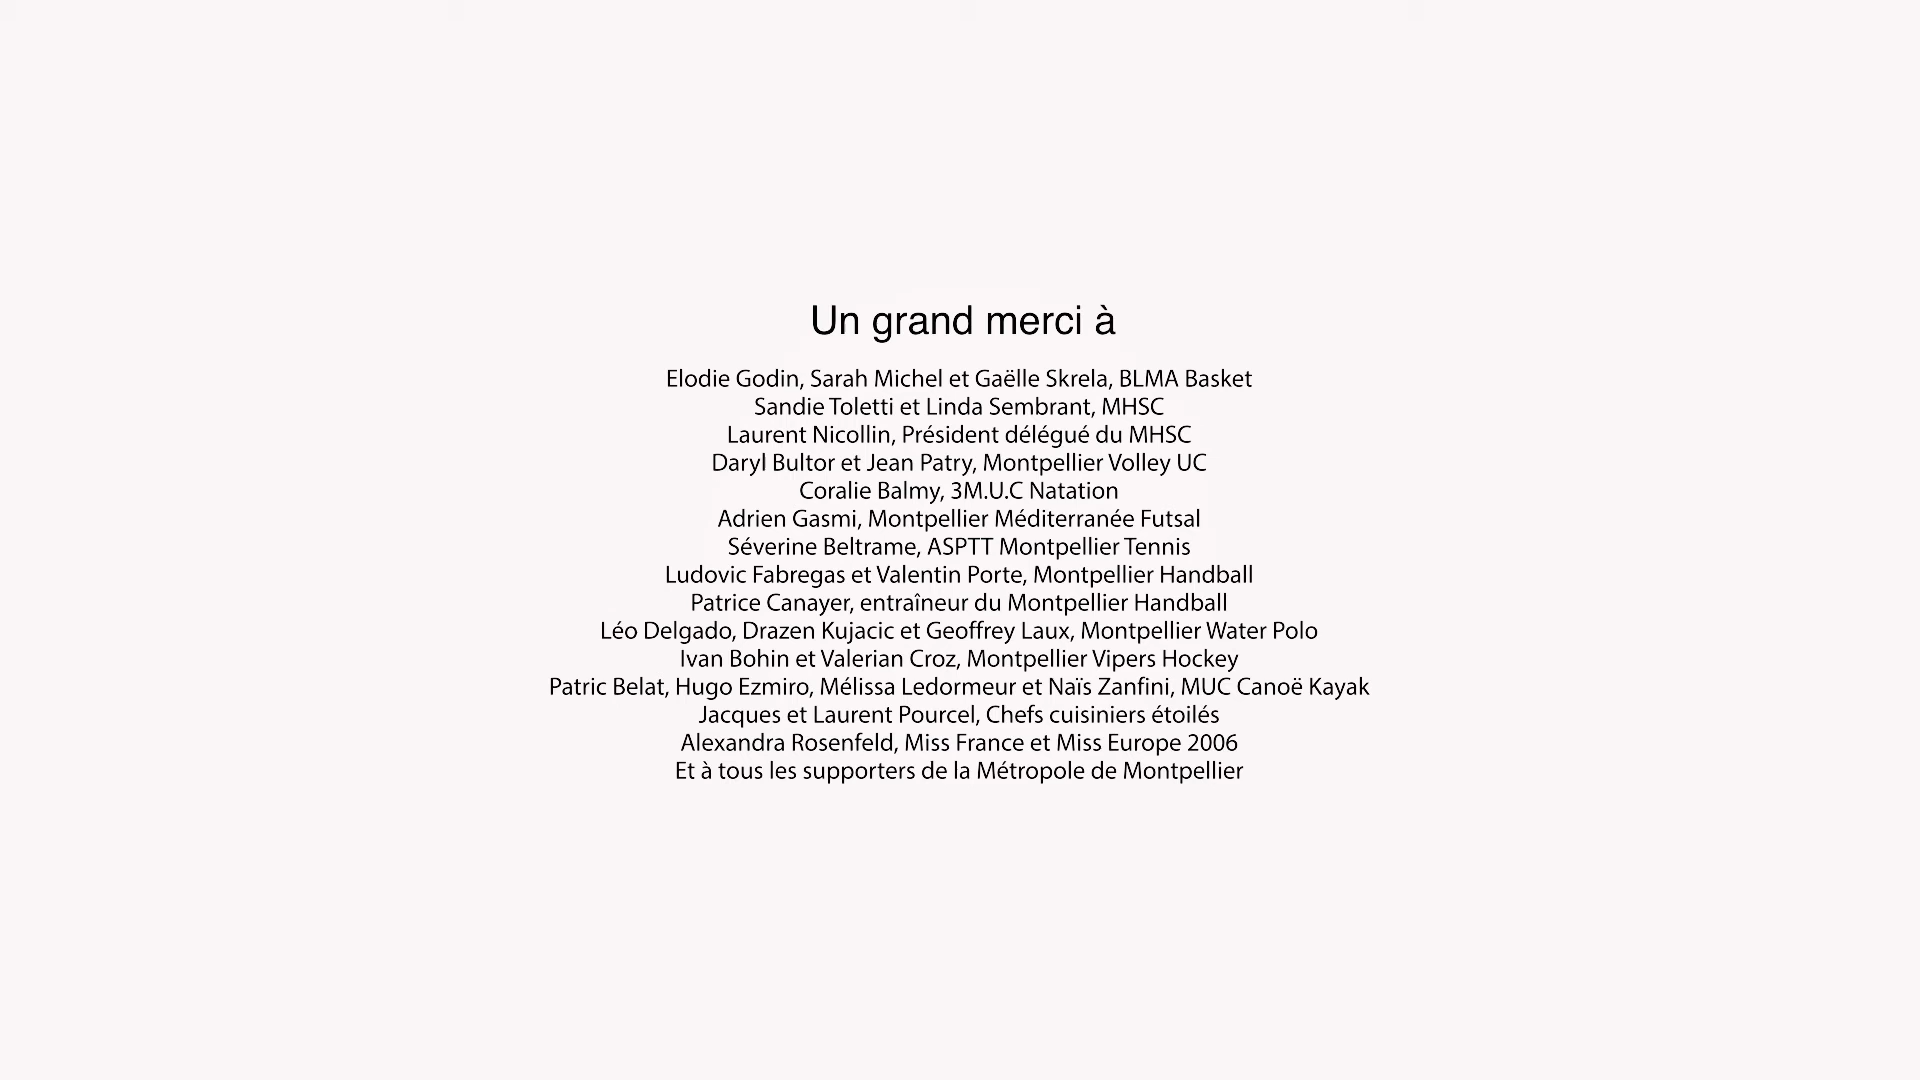 Un grand merci à
Elodie Godin, Sarah Michel et Gaëlle Skrela, BLMA Basket
Sandie Toletti et Linda Sembrant, MHSC
Laurent Nicollin, Président délégué du MHSC
Daryl Bultor et Jean Patry, Montpellier Volley UC
Coralie Balmy, 3M.U.C Natation
Adrien Gasmi, Montpellier Méditerranée Futsal
Séverine Beltrame, ASPTT Montpellier Tennis
Ludovic Fabregas et Valentin Porte, Montpellier Handball
Patrice Canayer, entraîneur du Montpellier Handball
Léo Delgado, Drazen Kujacic et Geoffrey Laux, Montpellier Water Polo
Ivan Bohin et Valerian Croz, Montpellier Vipers Hockey
Patric Belat, Hugo Ezmiro, Mélissa Ledormeur et Naïs Zanfini, MUC Canoë Kayak
Jacques et Laurent Pourcel, Chefs cuisiniers étoilés
Alexandra Rosenfeld, Miss France et Miss Europe 2006
Et à tous les supporters de la Métropole de Montpellier